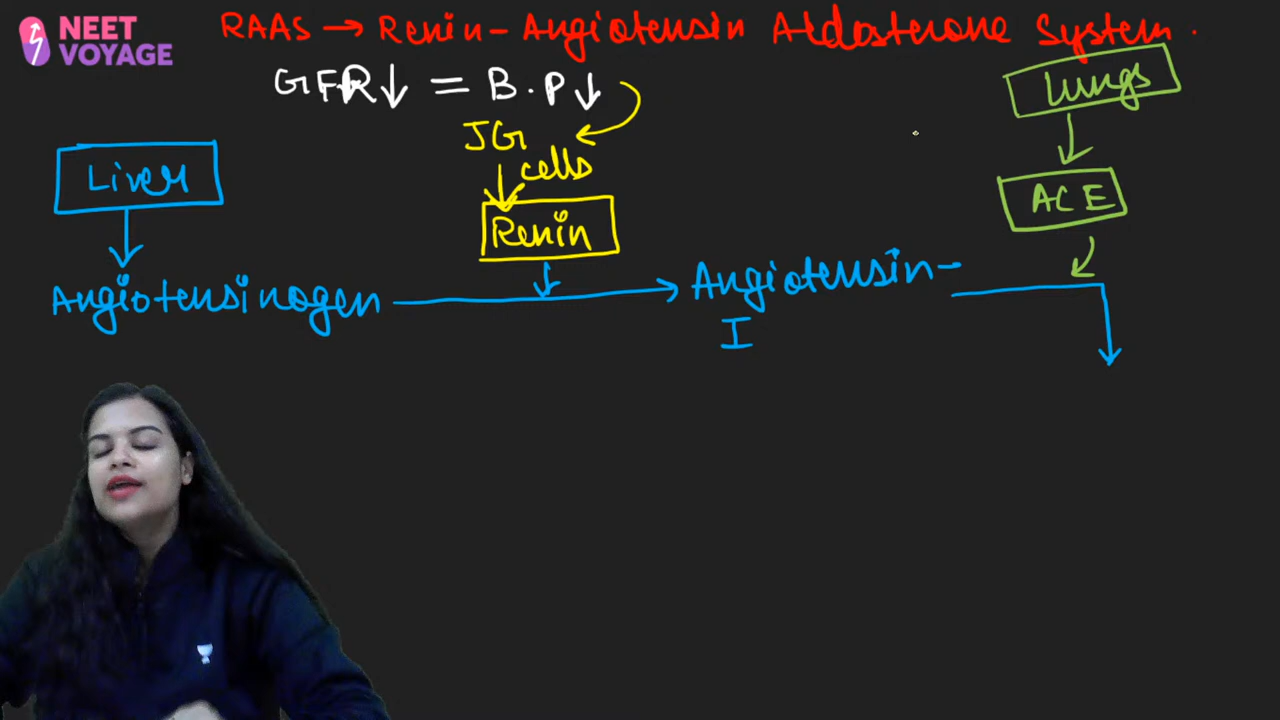 NEET
VOYAGE
RAAS → Renin-Angiotensin Aldosterone System.
GFR↓ = B.P↓
JG
cells
Lungs
Liver
ACE
Renin
Angiotensinogen
Angiotensin-
I